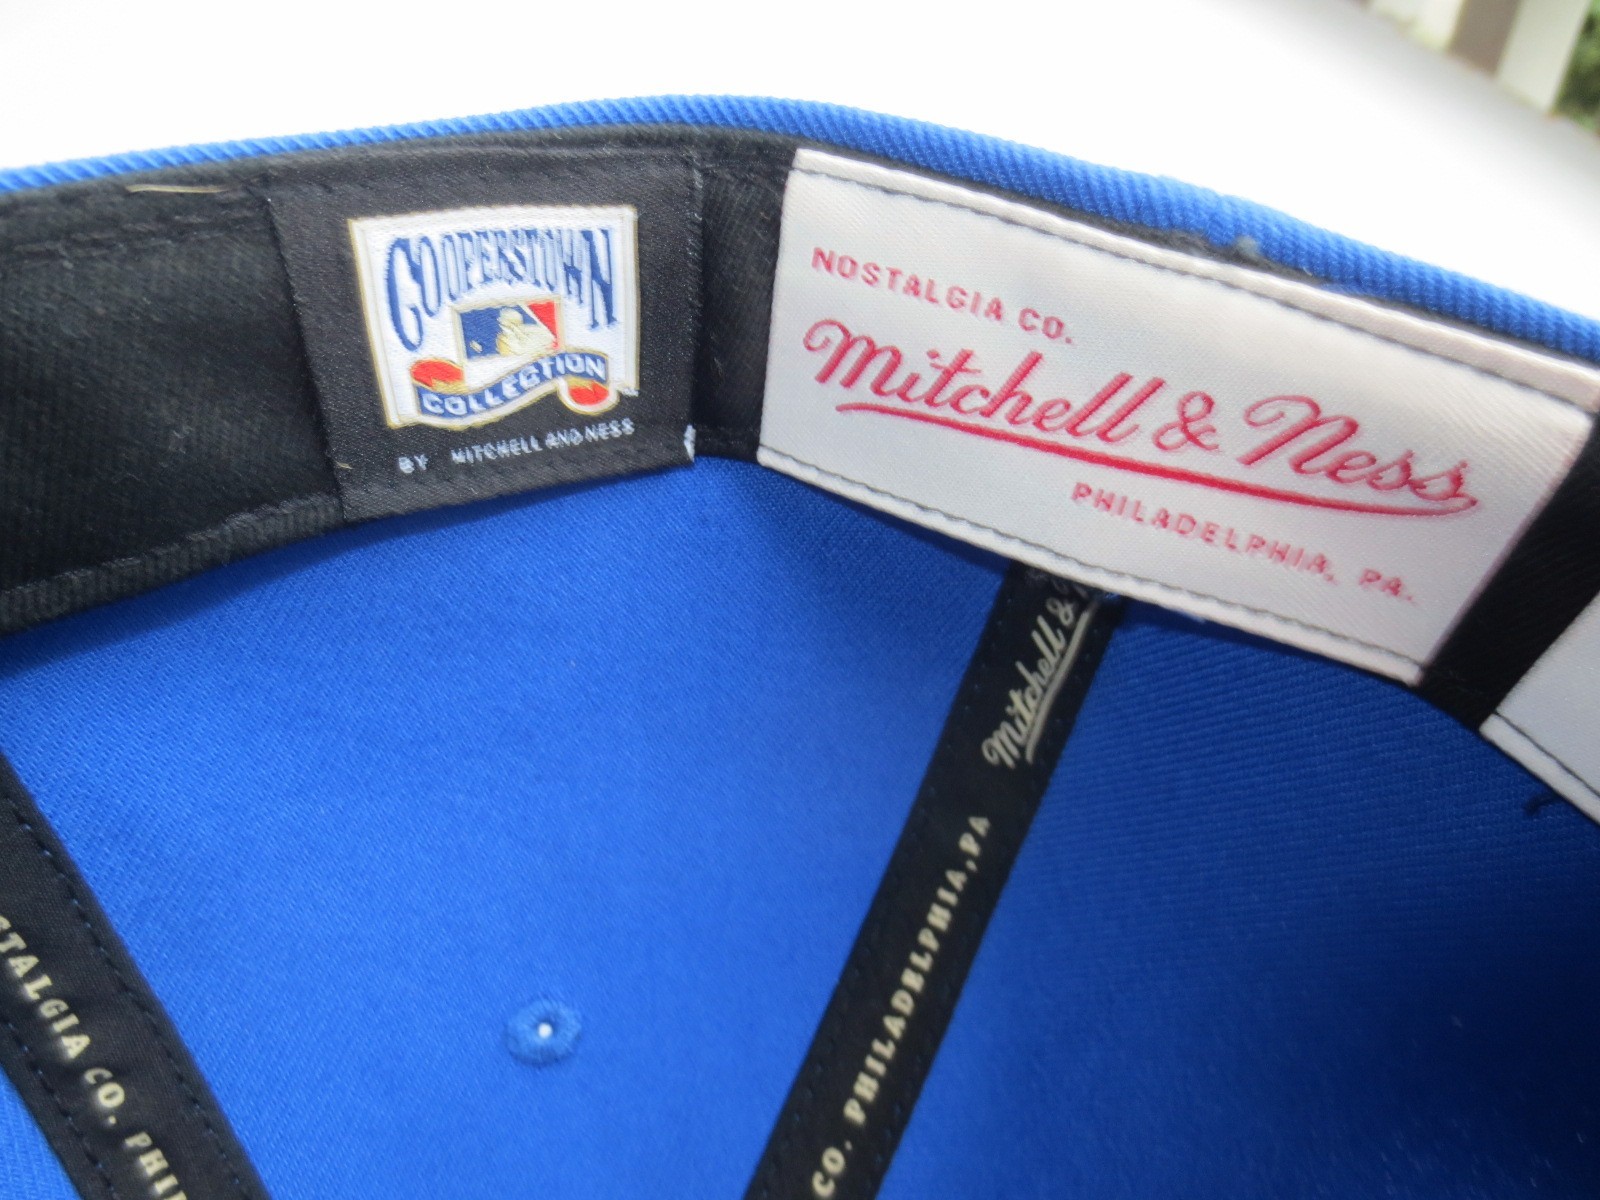 COOPERSTOWN
COLLECTION
BY MITCHELL AND NESS
NOSTALGIA CO.
Mitchell & Ness
PHILADELPHIA, PA.
Mitchell &
CO. PHILADELPHIA, PA
STALGIA CO. PHI